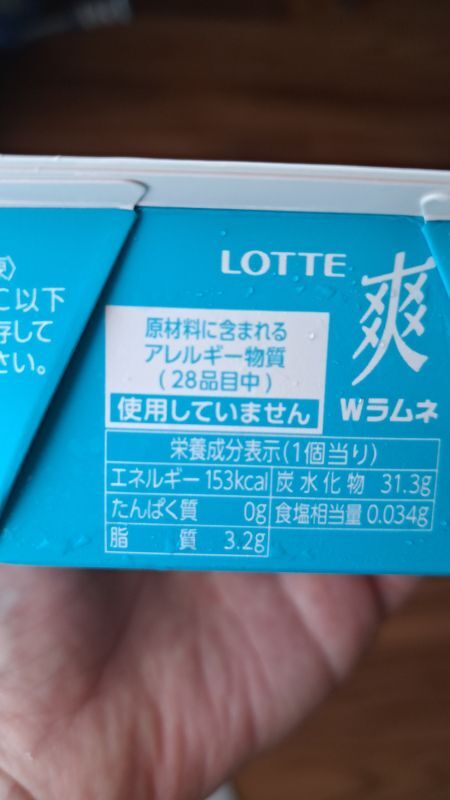 LOTTE
爽
Wラムネ
原材料に含まれる
アレルギー物質
(28品目中)
使用していません
栄養成分表示(1個当り)
エネルギー 153kcal 炭水化物 31.3g
たんぱく質 0g 食塩相当量 0.034g
脂質 3.2g
以下
存して
さい。